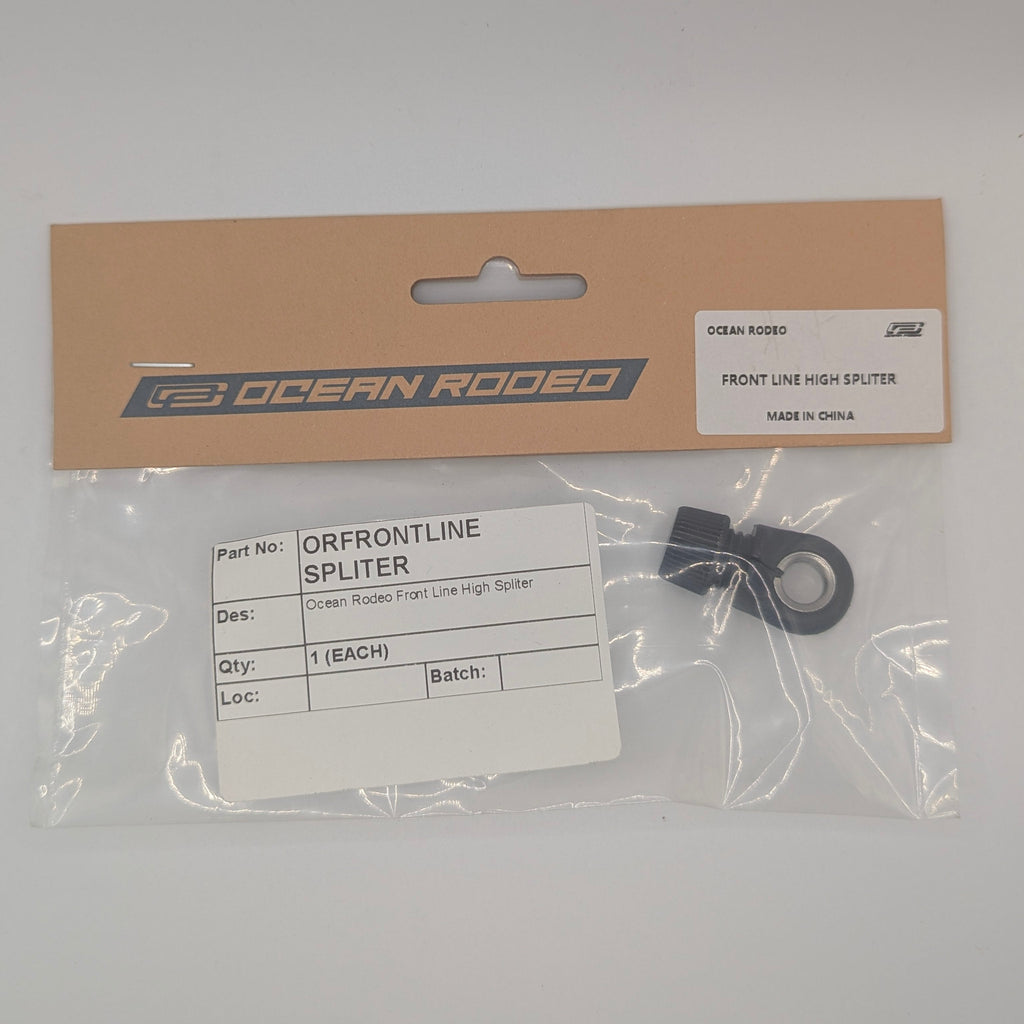 OCEAN RODEO
OCEAN RODEO
FRONT LINE HIGH SPLITER
MADE IN CHINA
Part No: ORFRONTLINE
SPLITER
Des: Ocean Rodeo Front Line High Spliter
Qty: 1 (EACH)
Loc: Batch: